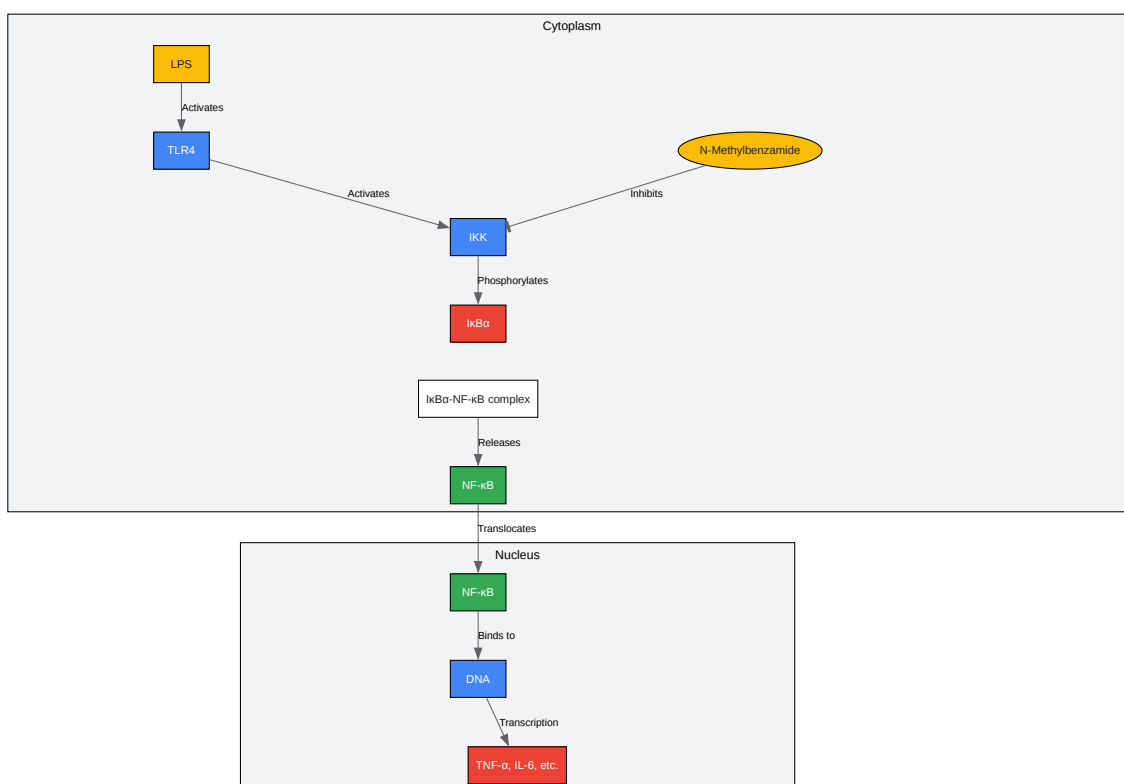 Cytoplasm
LPS
Activates
TLR4
N-Methylbenzamide
Activates
Inhibits
IKK
Phosphorylates
IκBα
IκBα-NF-κB complex
Releases
NF-κB
Translocates
Nucleus
NF-κB
Binds to
DNA
Transcription
TNF-α, IL-6, etc.